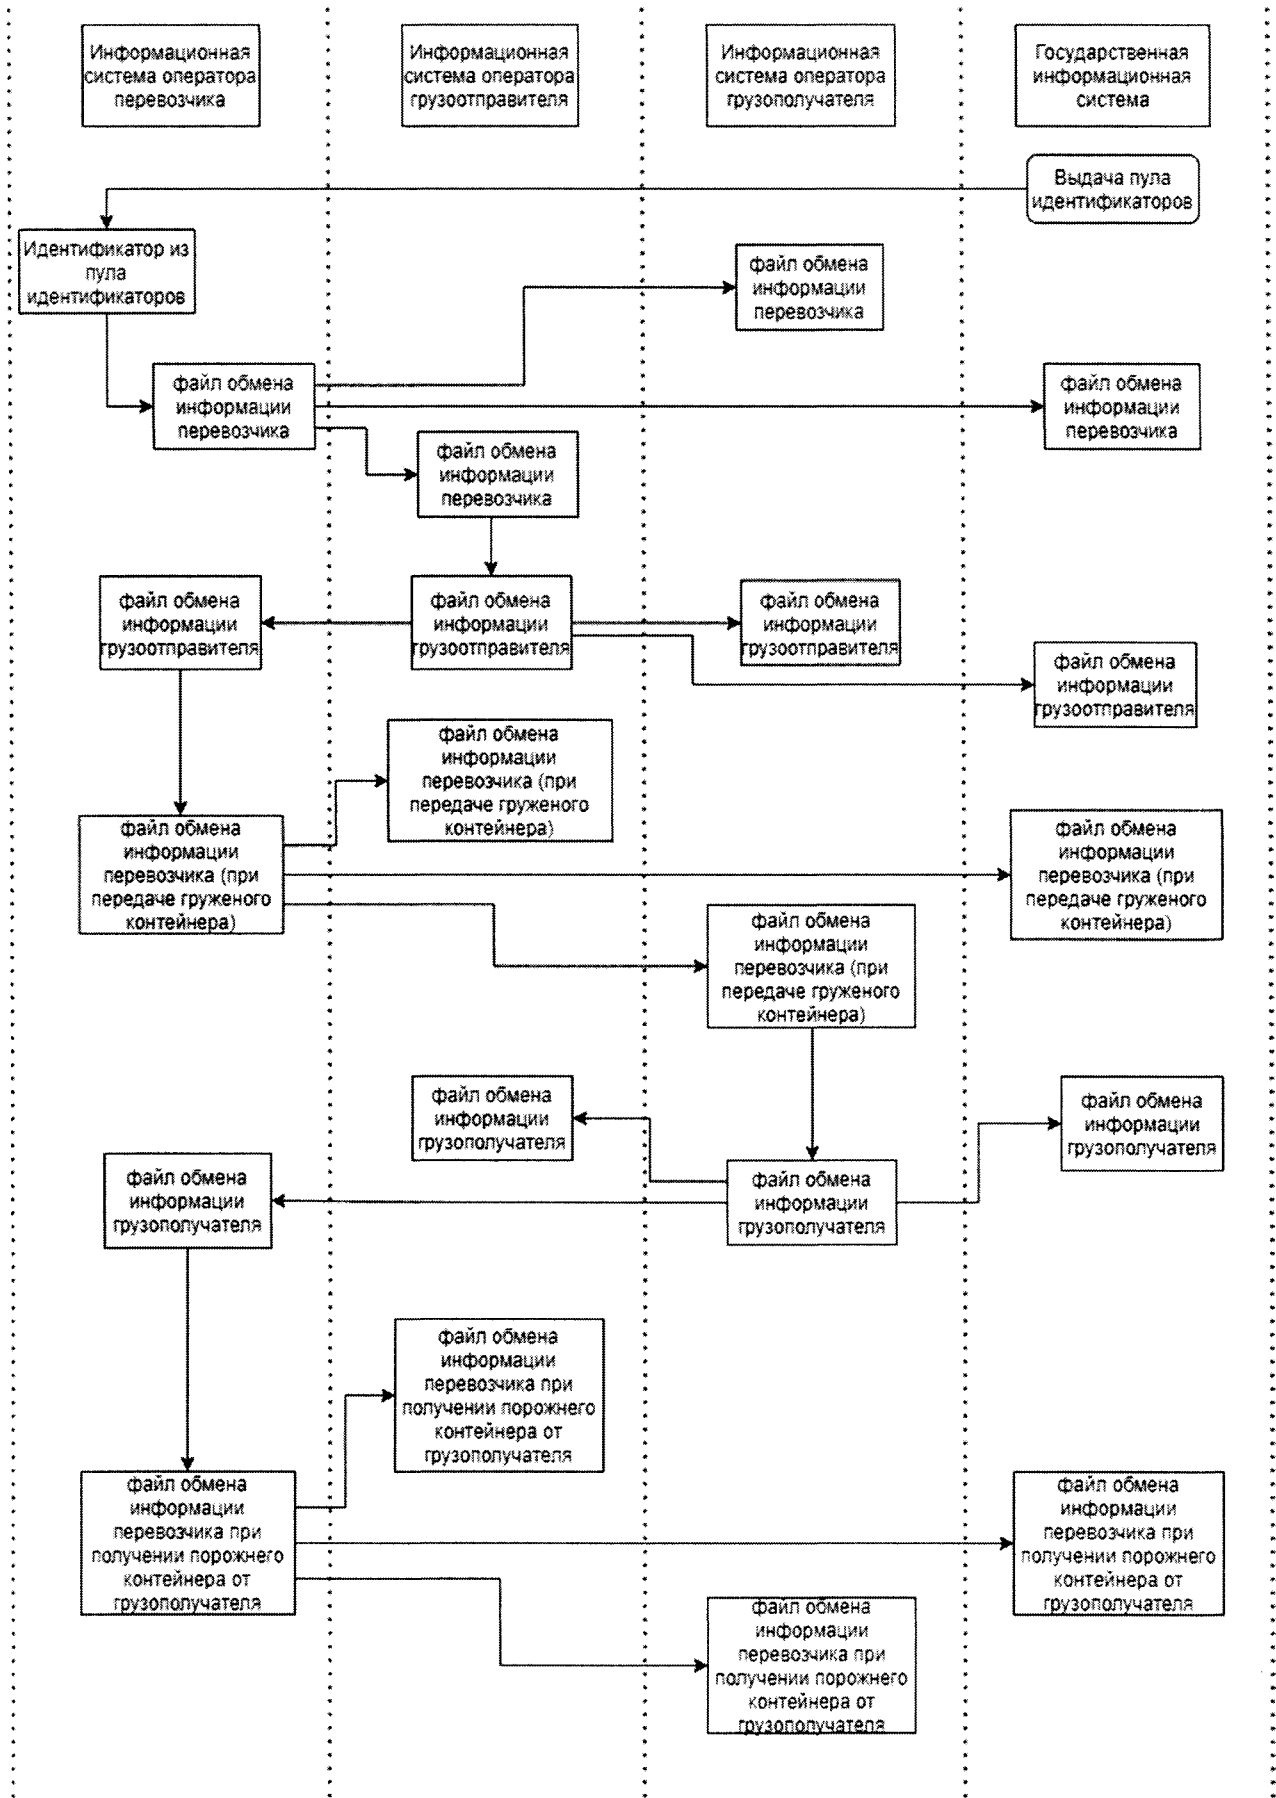 Информационная
система оператора
перевозчика
Информационная
система оператора
грузоотправителя
Информационная
система оператора
грузополучателя
Государственная
информационная
система
Выдача пула
идентификаторов
Идентификатор из
пула
идентификаторов
файл обмена
информации
перевозчика
файл обмена
информации
перевозчика
файл обмена
информации
перевозчика
файл обмена
информации
перевозчика
файл обмена
информации
грузоотправителя
файл обмена
информации
грузоотправителя
файл обмена
информации
грузоотправителя
файл обмена
информации
грузоотправителя
файл обмена
информации
перевозчика (при
передаче груженого
контейнера)
файл обмена
информации
перевозчика (при
передаче груженого
контейнера)
файл обмена
информации
перевозчика (при
передаче груженого
контейнера)
файл обмена
информации
перевозчика (при
передаче груженого
контейнера)
файл обмена
информации
грузополучателя
файл обмена
информации
грузополучателя
файл обмена
информации
грузополучателя
файл обмена
информации
грузополучателя
файл обмена
информации
перевозчика при
получении порожнего
контейнера от
грузополучателя
файл обмена
информации
перевозчика при
получении порожнего
контейнера от
грузополучателя
файл обмена
информации
перевозчика при
получении порожнего
контейнера от
грузополучателя
файл обмена
информации
перевозчика при
получении порожнего
контейнера от
грузополучателя